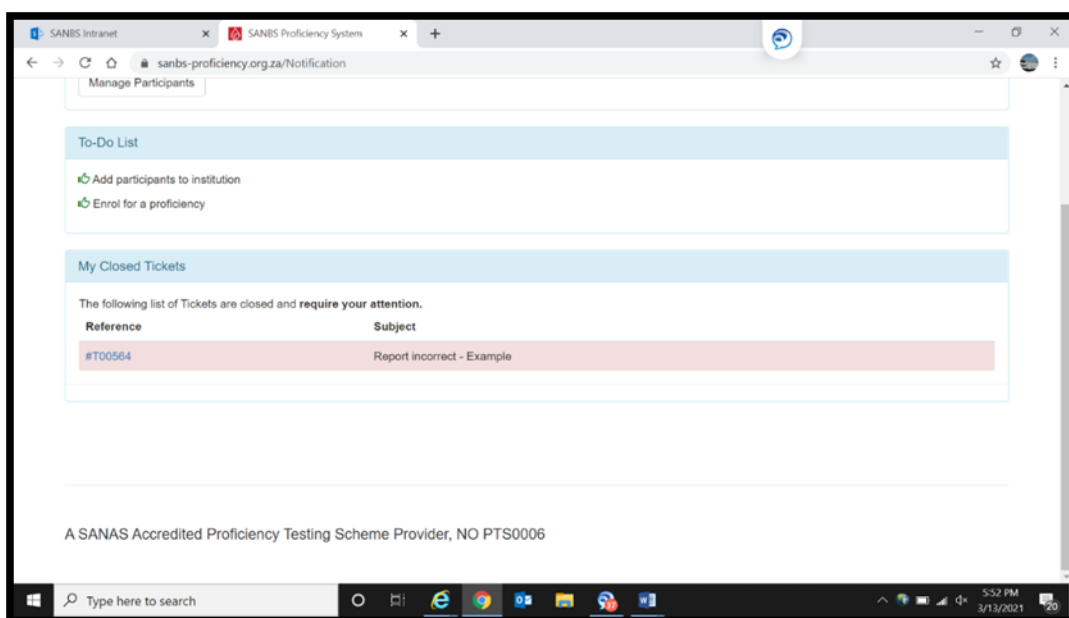 SANBS Intranet
SANBS Proficiency System
sanbs-proficiency.org.za/Notification
Manage Participants
To-Do List
Add participants to institution
Enrol for a proficiency
My Closed Tickets
The following list of Tickets are closed and require your attention.
Reference Subject
#T00564 Report incorrect - Example
A SANAS Accredited Proficiency Testing Scheme Provider, NO PTS0006
Type here to search
5:52 PM
3/13/2021
20